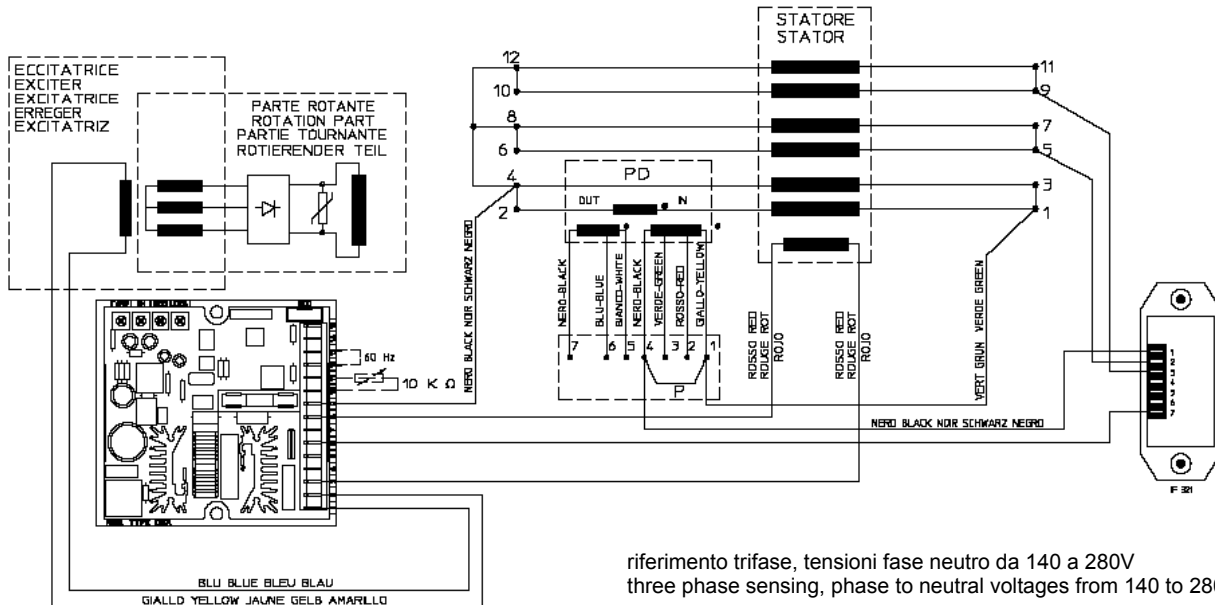 STATORE
STATOR
ECCITATRICE
EXCITER
EXCITATRICE
ERREGER
EXCITATRIZ
PARTE ROTANTE
ROTATION PART
PARTIE TOURNANTE
ROTIERENDER TEIL
12
10
8
6
4
2
11
9
7
5
3
1
PD
OUT
IN
NERO-BLACK
BLU-BLUE
BIANCO-WHITE
NERO-BLACK
VERDE-GREEN
ROSSO-RED
GIALLO-YELLOW
7
6
5
4
3
2
1
P
NERO BLACK NOIR SCHWARZ NEGRO
ROSSO RED
ROUGE ROT
ROJO
ROSSO RED
ROUGE ROT
ROJO
VERT GRUN VERDE GREEN
60 Hz
10 K Ω
NERO BLACK NOIR SCHWARZ NEGRO
1
2
3
4
5
6
7
BLU BLUE BLEU BLAU
GIALLO YELLOW JAUNE GELB AMARILLO
riferimento trifase, tensioni fase neutro da 140 a 280V
three phase sensing, phase to neutral voltages from 140 to 280